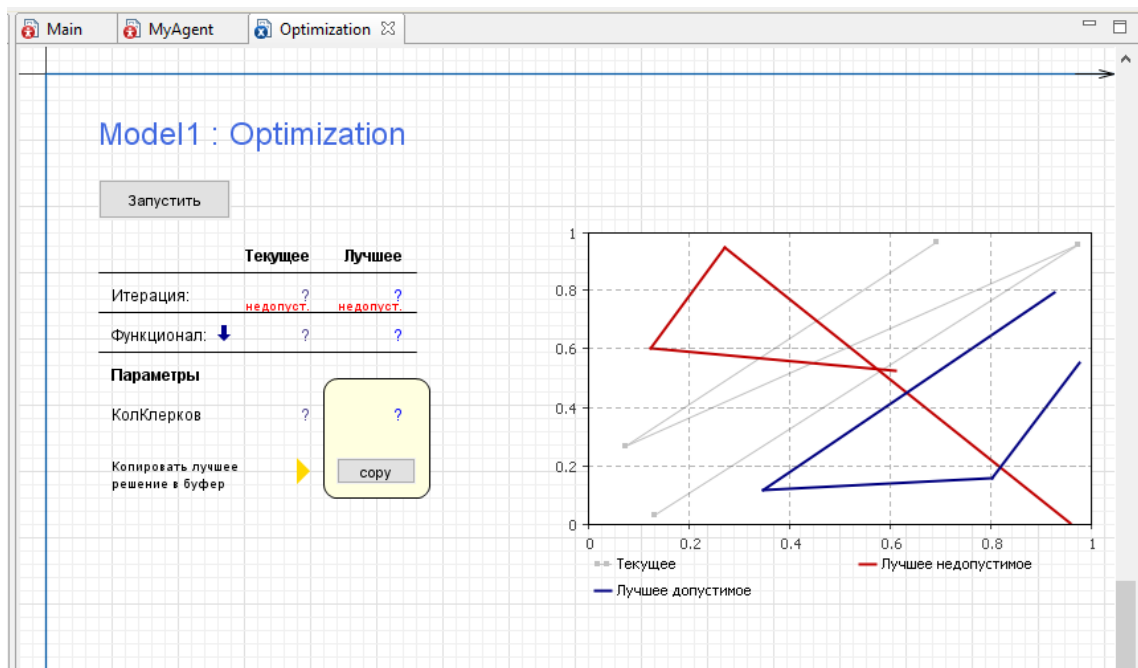 Main MyAgent Optimization
Model1 : Optimization
Запустить
Текущее Лучшее
Итерация: ? ?
недопуст. недопуст.
Функционал: ? ?
Параметры
КолКлерков ? ?
Копировать лучшее
решение в буфер
copy
1
0.8
0.6
0.4
0.2
0
0 0.2 0.4 0.6 0.8 1
Текущее Лучшее недопустимое
Лучшее допустимое